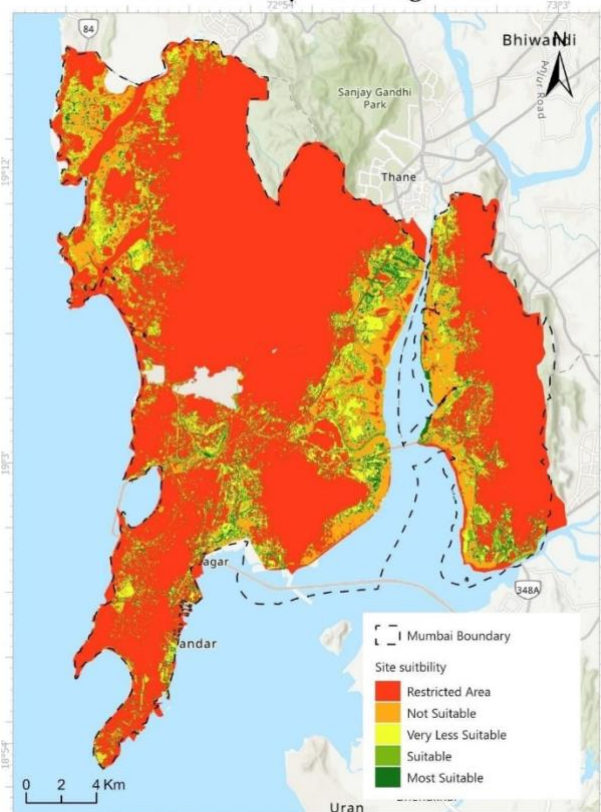 72°54'
73°3'
84
Bhiwandi
N
Anjur Road
Sanjay Gandhi
Park
19°12'
Thane
19°3'
agar
348A
andar
Mumbai Boundary
Site suitbility
Restricted Area
Not Suitable
Very Less Suitable
Suitable
Most Suitable
18°54'
0 2 4 Km
Uran